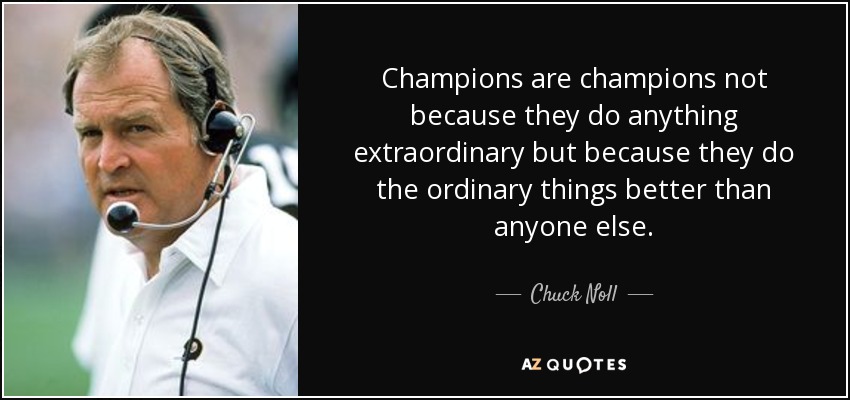 Champions are champions not
because they do anything
extraordinary but because they do
the ordinary things better than
anyone else.
Chuck Noll
AZ QUOTES